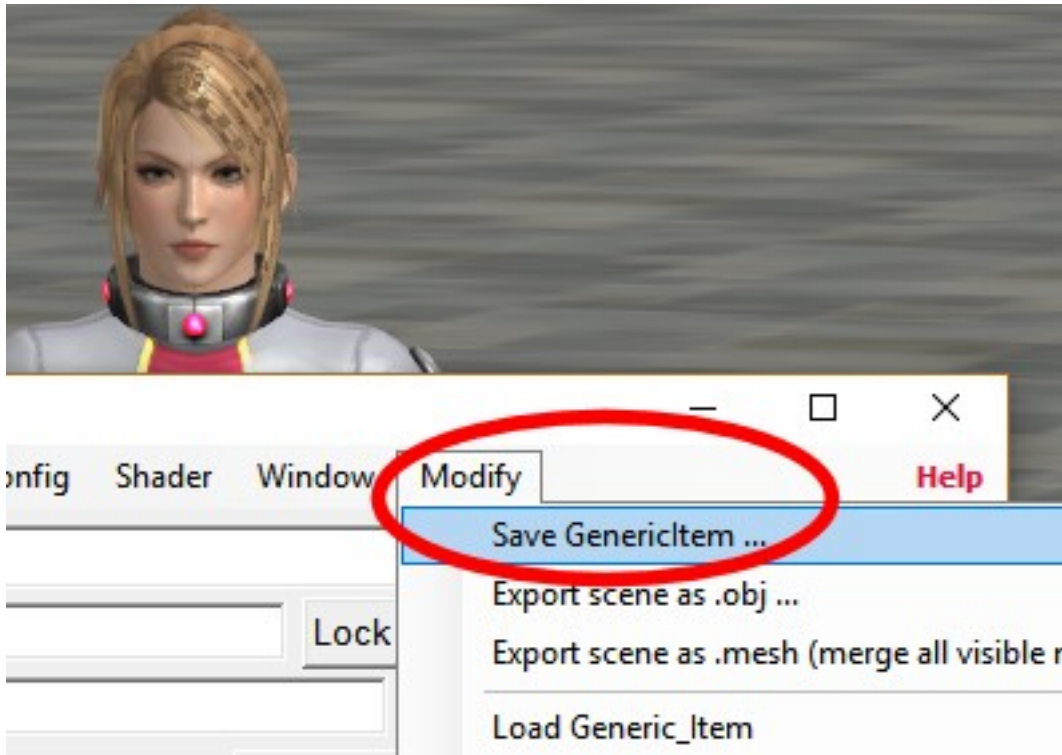 onfig Shader Window Modify Help
Save GenericItem ...
Export scene as .obj ...
Lock
Export scene as .mesh (merge all visible
Load Generic_Item